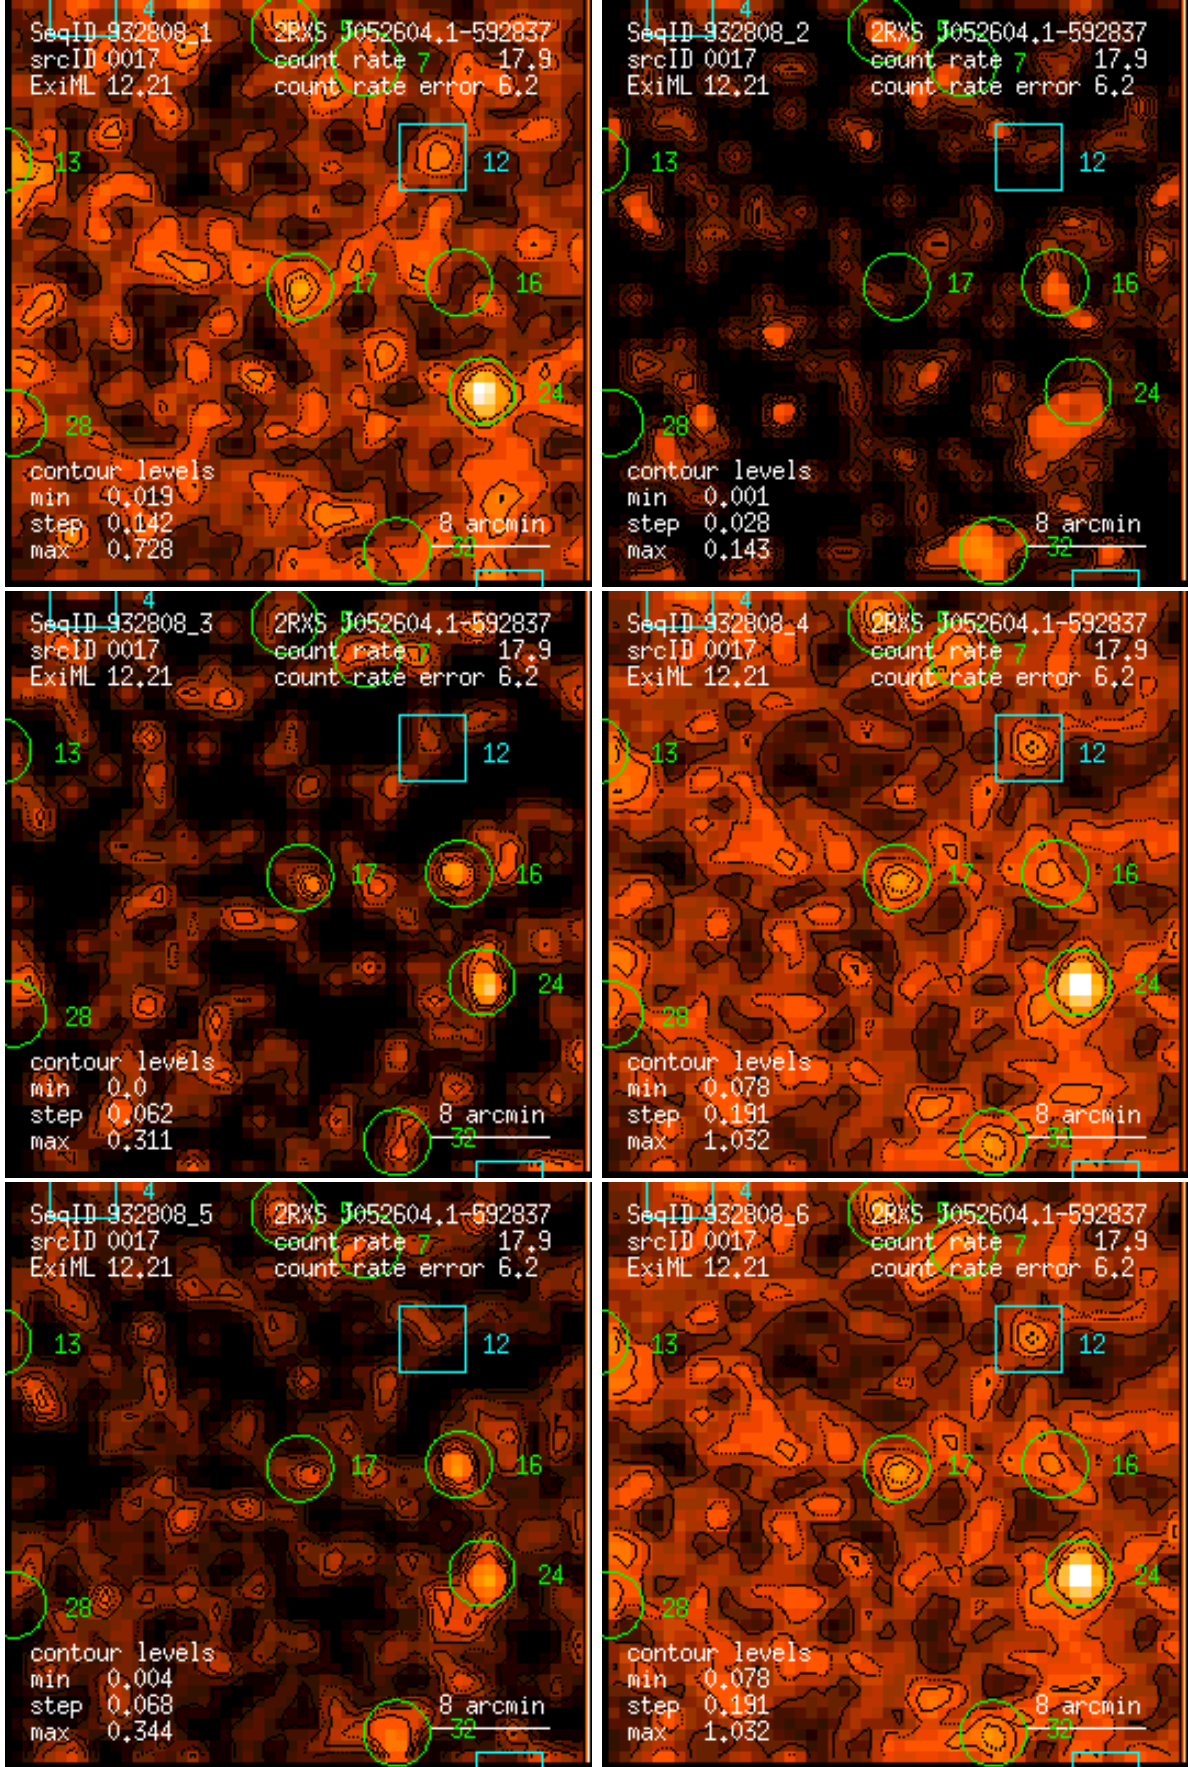 4
SeqID 932808_1 2RXS J052604.1-592837
srcID 0017 count rate 7 17.9
ExiML 12.21 count rate error 6.2
13
12
17
16
24
28
contour levels
min 0.019
step 0.142 8 arcmin
max 0.728 32
4
SeqID 932808_2 2RXS J052604.1-592837
srcID 0017 count rate 7 17.9
ExiML 12.21 count rate error 6.2
13
12
17
16
24
28
contour levels
min 0.001
step 0.028 8 arcmin
max 0.143 32
4
SeqID 932808_3 2RXS J052604.1-592837
srcID 0017 count rate 7 17.9
ExiML 12.21 count rate error 6.2
13
12
17
16
24
28
contour levels
min 0.0
step 0.062 8 arcmin
max 0.311 32
4
SeqID 932808_4 2RXS J052604.1-592837
srcID 0017 count rate 7 17.9
ExiML 12.21 count rate error 6.2
13
12
17
16
24
28
contour levels
min 0.078
step 0.191 8 arcmin
max 1.032 32
4
SeqID 932808_5 2RXS J052604.1-592837
srcID 0017 count rate 7 17.9
ExiML 12.21 count rate error 6.2
13
12
17
16
24
28
contour levels
min 0.004
step 0.068 8 arcmin
max 0.344 32
4
SeqID 932808_6 2RXS J052604.1-592837
srcID 0017 count rate 7 17.9
ExiML 12.21 count rate error 6.2
13
12
17
16
24
28
contour levels
min 0.078
step 0.191 8 arcmin
max 1.032 32